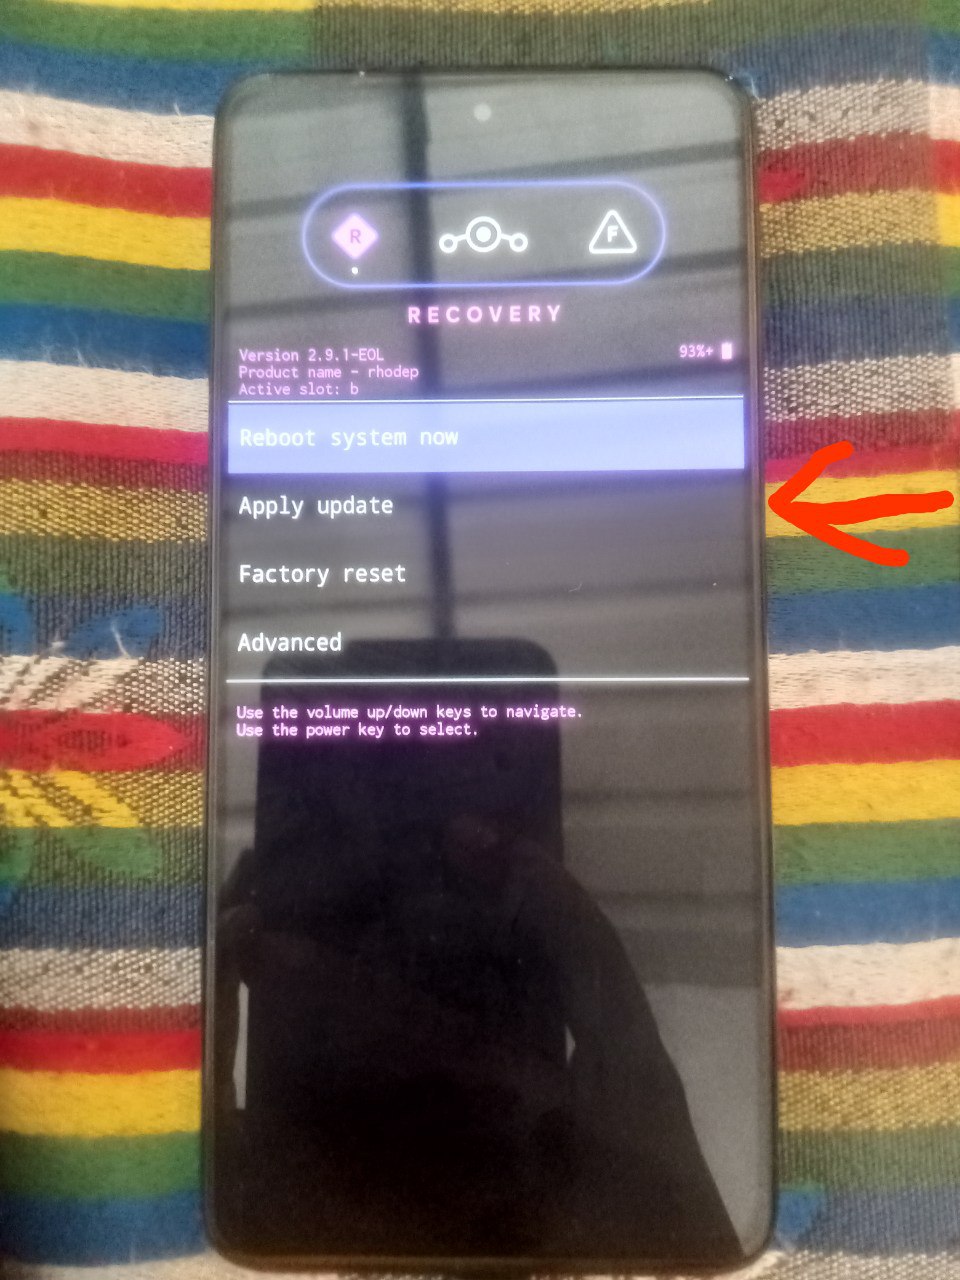 R
F
RECOVERY
Version 2.9.1-EOL
93%+
Product name - rhodep
Active slot: b
Reboot system now
Apply update
Factory reset
Advanced
Use the volume up/down keys to navigate.
Use the power key to select.